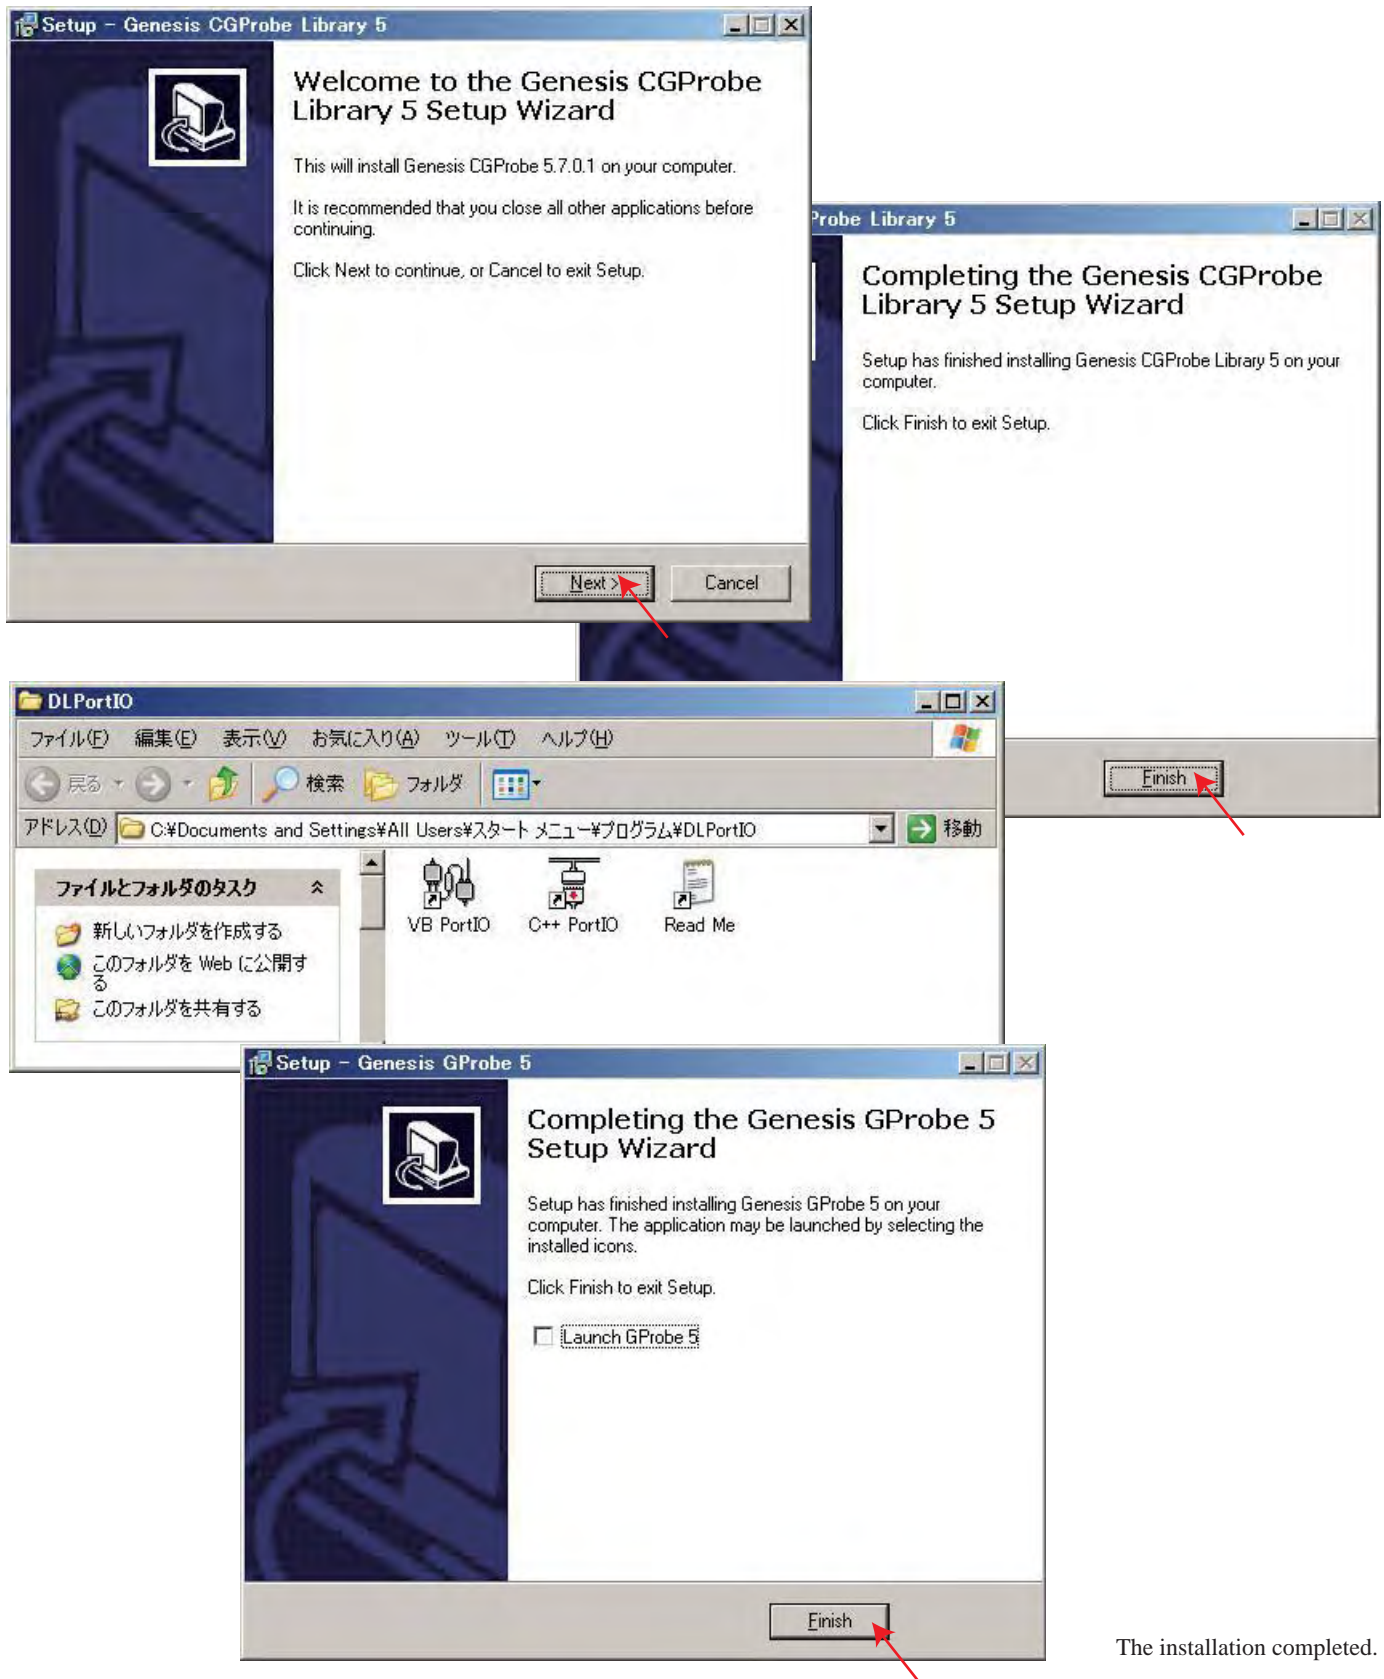 Setup - Genesis CGProbe Library 5
Welcome to the Genesis CGProbe
Library 5 Setup Wizard
This will install Genesis CGProbe 5.7.0.1 on your computer.
It is recommended that you close all other applications before
continuing.
Click Next to continue, or Cancel to exit Setup.
Next >
Cancel
Probe Library 5
Completing the Genesis CGProbe
Library 5 Setup Wizard
Setup has finished installing Genesis CGProbe Library 5 on your
computer.
Click Finish to exit Setup.
Finish
DLPortIO
ファイル(F) 編集(E) 表示(V) お気に入り(A) ツール(T) ヘルプ(H)
戻る 検索 フォルダ
アドレス(D) C:¥Documents and Settings¥All Users¥スタート メニュー¥プログラム¥DLPortIO 移動
ファイルとフォルダのタスク
新しいフォルダを作成する
このフォルダを Web に公開す
る
このフォルダを共有する
VB PortIO
C++ PortIO
Read Me
Setup - Genesis GProbe 5
Completing the Genesis GProbe 5
Setup Wizard
Setup has finished installing Genesis GProbe 5 on your
computer. The application may be launched by selecting the
installed icons.
Click Finish to exit Setup.
Launch GProbe 5
Finish
The installation completed.